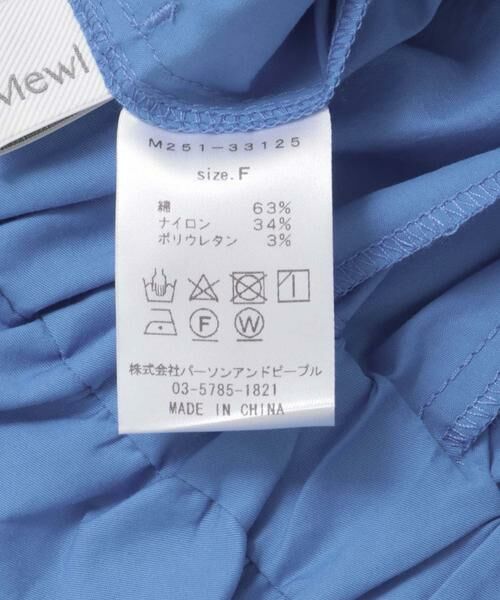 Mewl
M251-33125
size.F
綿 63%
ナイロン 34%
ポリウレタン 3%
F W
株式会社パーソンアンドピープル
03-5785-1821
MADE IN CHINA